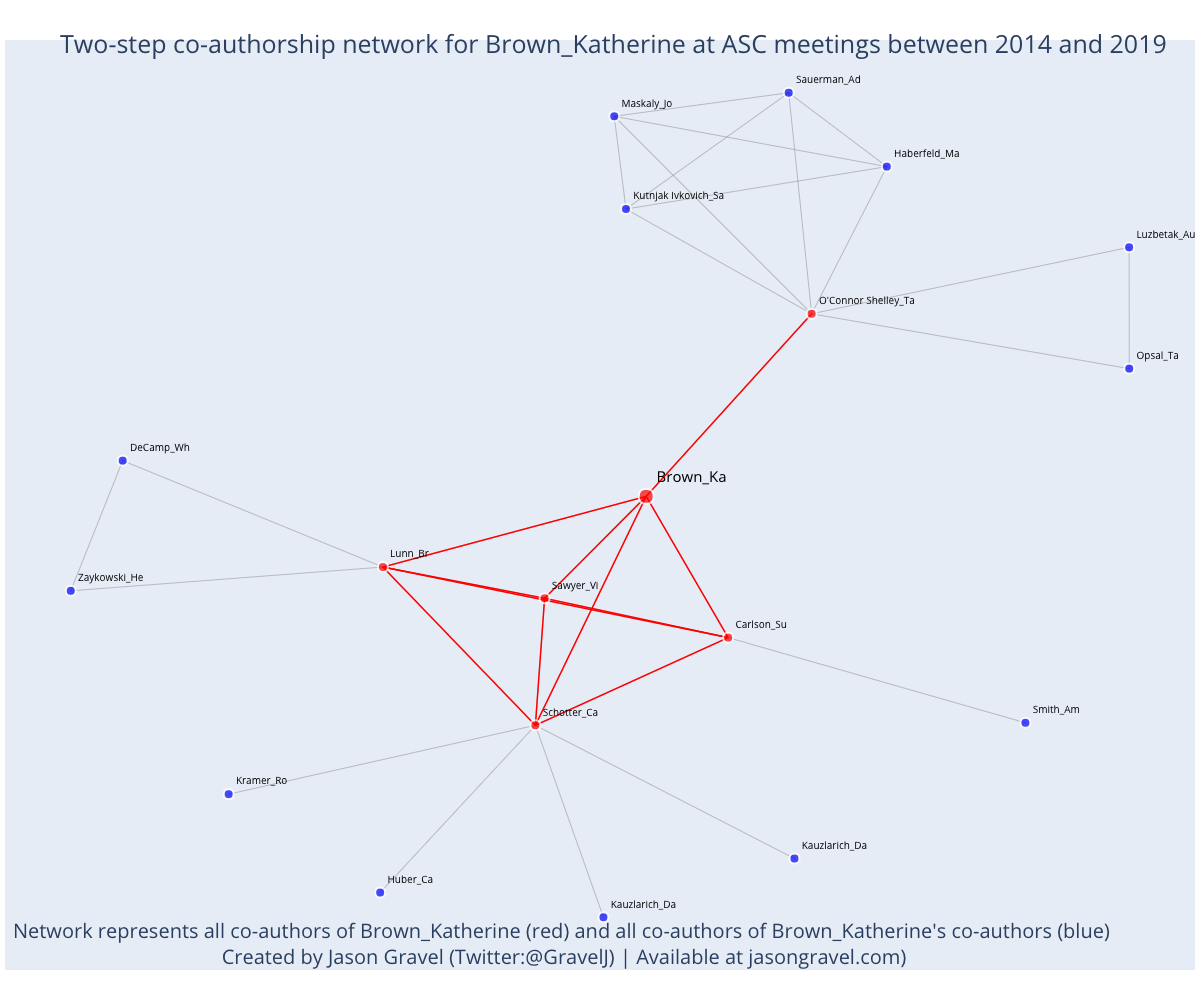 Two-step co-authorship network for Brown_Katherine at ASC meetings between 2014 and 2019
Sauerman_Ad
Maskaly_Jo
Haberfeld_Ma
Kutnjak Ivkovich_Sa
Luzbetak_Au
O'Connor Shelley_Ta
Opsal_Ta
DeCamp_Wh
Brown_Ka
Lunn_Br
Zaykowski_He
Sawyer_Vi
Carlson_Su
Smith_Am
Schotter_Ca
Kramer_Ro
Kauzlarich_Da
Huber_Ca
Kauzlarich_Da
Network represents all co-authors of Brown_Katherine (red) and all co-authors of Brown_Katherine's co-authors (blue)
Created by Jason Gravel (Twitter:@GravelJ) | Available at jasongravel.com)